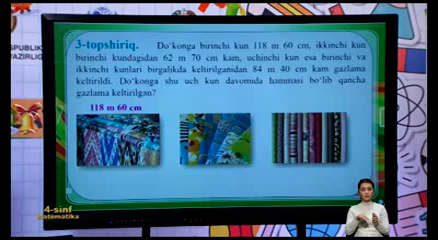 3-topshiriq. Do‘konga birinchi kun 118 m 60 cm, ikkinchi kun
birinchi kundagidan 62 m 70 cm kam, uchinchi kun esa birinchi va
ikkinchi kunlari birgalikda keltirilganidan 84 m 40 cm kam gazlama
keltirildi. Do‘konga shu uch kun davomida hammasi bo‘lib qancha
gazlama keltirilgan?
118 m 60 cm
4-sinf
Matematika